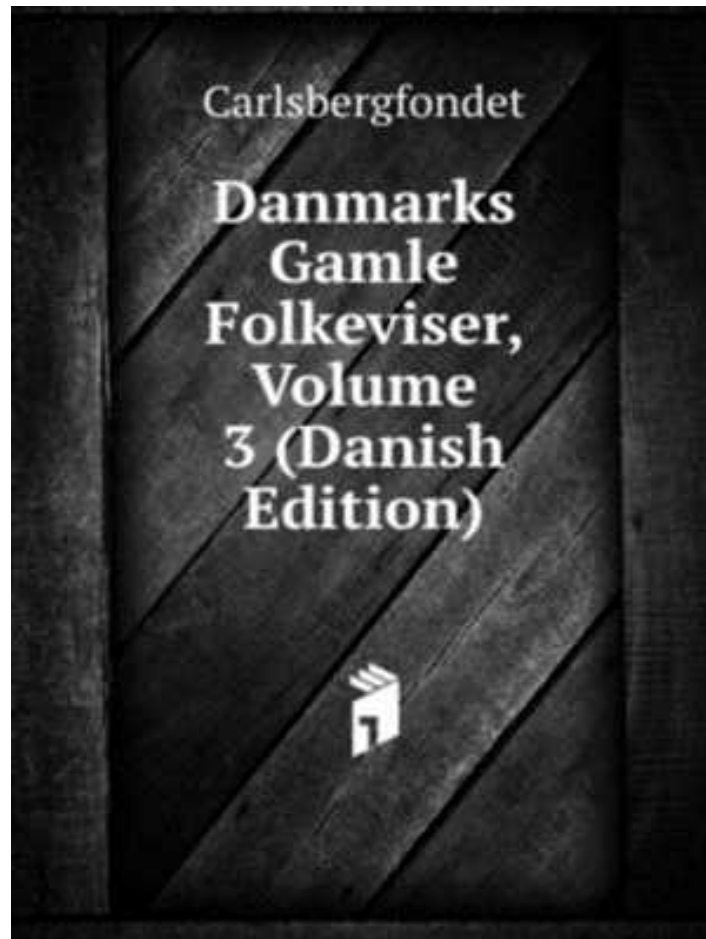 Carlsbergfondet
Danmarks
Gamle
Folkeviser,
Volume
3 (Danish
Edition)